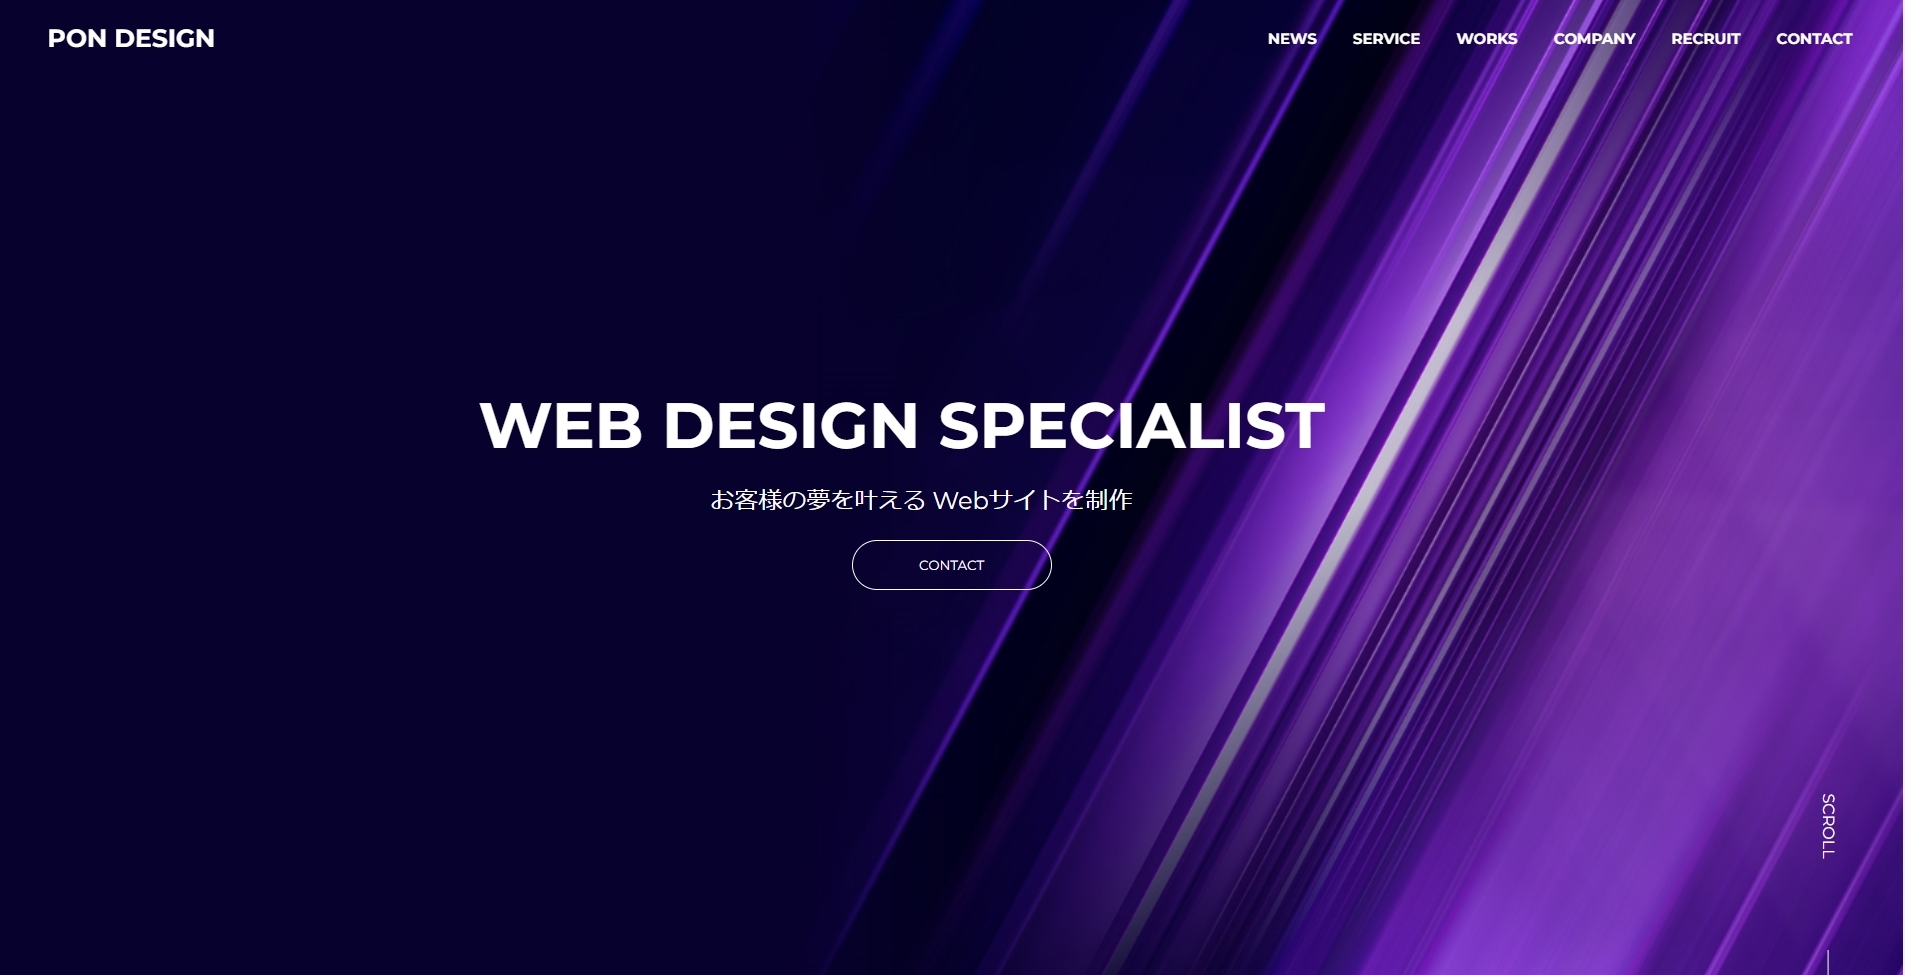 PON DESIGN
NEWS SERVICE WORKS COMPANY RECRUIT CONTACT
WEB DESIGN SPECIALIST
お客様の夢を叶える Webサイトを制作
CONTACT
SCROLL